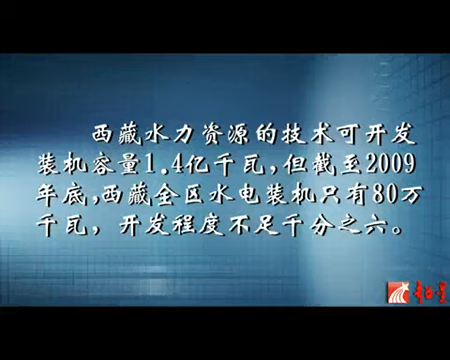 西藏水力资源的技术可开发
装机容量1.4亿千瓦,但截至2009
年底,西藏全区水电装机只有80万
千瓦，开发程度不足千分之六。